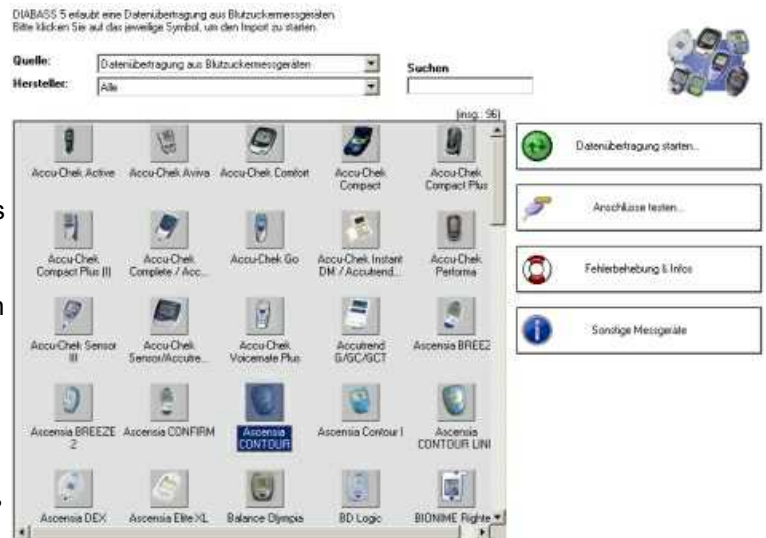 DIABASS 5 erlaubt eine Datenübertragung aus Blutzuckermessgeräten.
Bitte klicken Sie auf das jeweilige Symbol, um den Import zu starten.
Quelle: Datenübertragung aus Blutzuckermessgeräten
Suchen
Hersteller: Alle
(insg.: 96)
Accu-Chek Active Accu-Chek Aviva Accu-Chek Comfort Accu-Chek Compact Accu-Chek Compact Plus
Accu-Chek Compact Plus (II) Accu-Chek Complete / Acc... Accu-Chek Go Accu-Chek Instant DM / Accutrend... Accu-Chek Performa
Accu-Chek Sensor III Accu-Chek Sensor/Accutre... Accu-Chek Voicemate Plus Accutrend G/GC/GCT Ascensia BREEZ
Ascensia BREEZE 2 Ascensia CONFIRM Ascensia CONTOUR Ascensia Contour I Ascensia CONTOUR LINI
Ascensia DEX Ascensia Elite XL Balance Olympia BD Logic BIONIME Righte
Datenübertragung starten...
Anschlüsse testen...
Fehlerbehebung & Infos
Sonstige Messgeräte
s
n